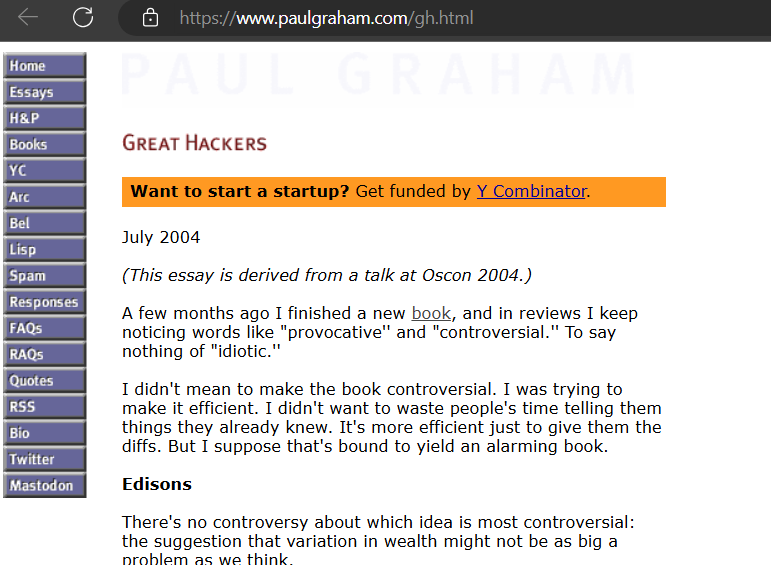 https://www.paulgraham.com/gh.html
Home
Essays
H&P
Books
YC
Arc
Bel
Lisp
Spam
Responses
FAQs
RAQs
Quotes
RSS
Bio
Twitter
Mastodon
PAUL GRAHAM
GREAT HACKERS
Want to start a startup? Get funded by Y Combinator.
July 2004
(This essay is derived from a talk at Oscon 2004.)
A few months ago I finished a new book, and in reviews I keep
noticing words like "provocative'' and "controversial.'' To say
nothing of "idiotic.''
I didn't mean to make the book controversial. I was trying to
make it efficient. I didn't want to waste people's time telling them
things they already knew. It's more efficient just to give them the
diffs. But I suppose that's bound to yield an alarming book.
Edisons
There's no controversy about which idea is most controversial:
the suggestion that variation in wealth might not be as big a
problem as we think.